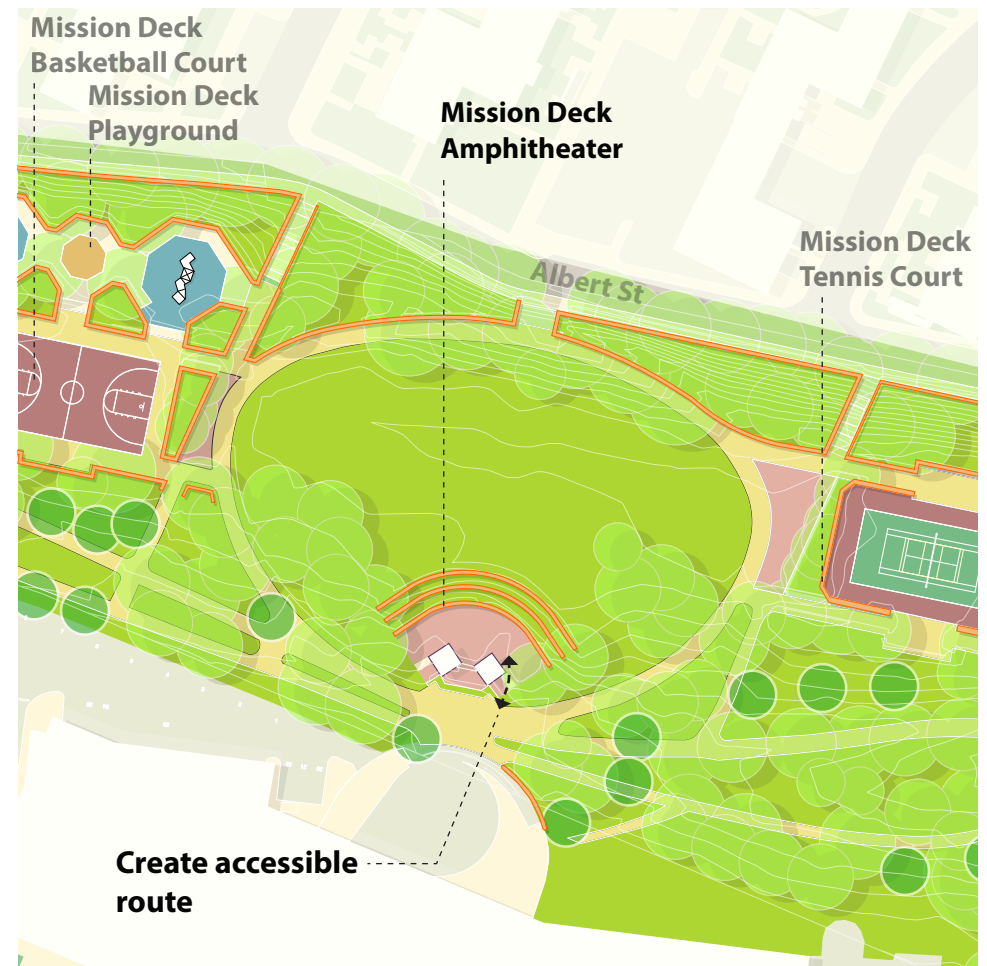 Mission Deck
Basketball Court
Mission Deck
Playground
Mission Deck
Amphitheater
Albert St
Mission Deck
Tennis Court
Create accessible
route